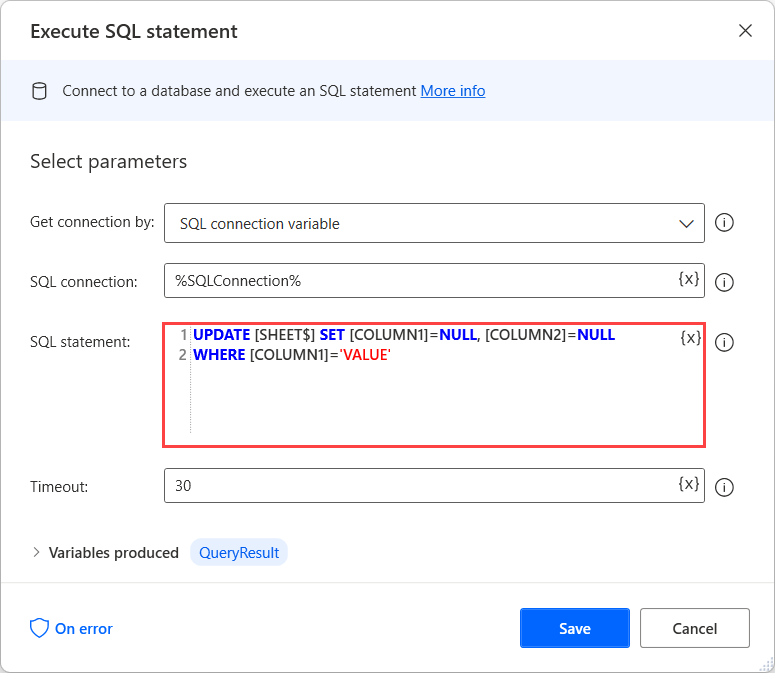 Execute SQL statement
Connect to a database and execute an SQL statement More info
Select parameters
Get connection by: SQL connection variable
SQL connection: %SQLConnection% {x}
SQL statement: 1 UPDATE [SHEET$] SET [COLUMN1]=NULL, [COLUMN2]=NULL {x}
2 WHERE [COLUMN1]='VALUE'
Timeout: 30 {x}
Variables produced QueryResult
On error Save Cancel